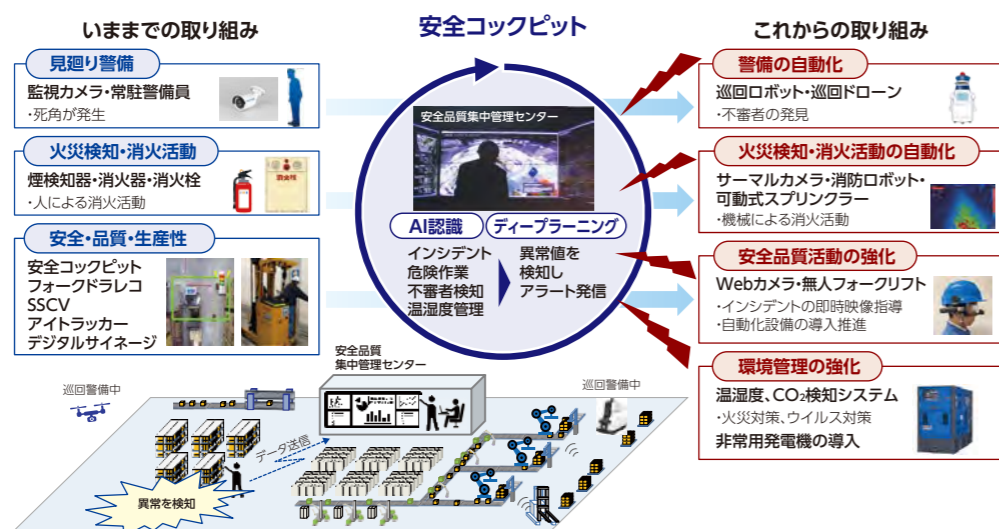 いままでの取り組み
安全コックピット
これからの取り組み
見廻り警備
監視カメラ・常駐警備員
・死角が発生
火災検知・消火活動
煙検知器・消火器・消火栓
・人による消火活動
消火栓
安全・品質・生産性
安全コックピット
フォークドラレコ
SSCV
アイトラッカー
デジタルサイネージ
安全品質集中管理センター
AI認識
インシデント
危険作業
不審者検知
温湿度管理
ディープラーニング
異常値を
検知し
アラート発信
警備の自動化
巡回ロボット・巡回ドローン
・不審者の発見
火災検知・消火活動の自動化
サーマルカメラ・消防ロボット・
可動式スプリンクラー
・機械による消火活動
安全品質活動の強化
Webカメラ・無人フォークリフト
・インシデントの即時映像指導
・自動化設備の導入推進
環境管理の強化
温湿度、CO₂検知システム
・火災対策、ウイルス対策
非常用発電機の導入
安全品質
集中管理センター
巡回警備中
巡回警備中
データ送信
異常を検知